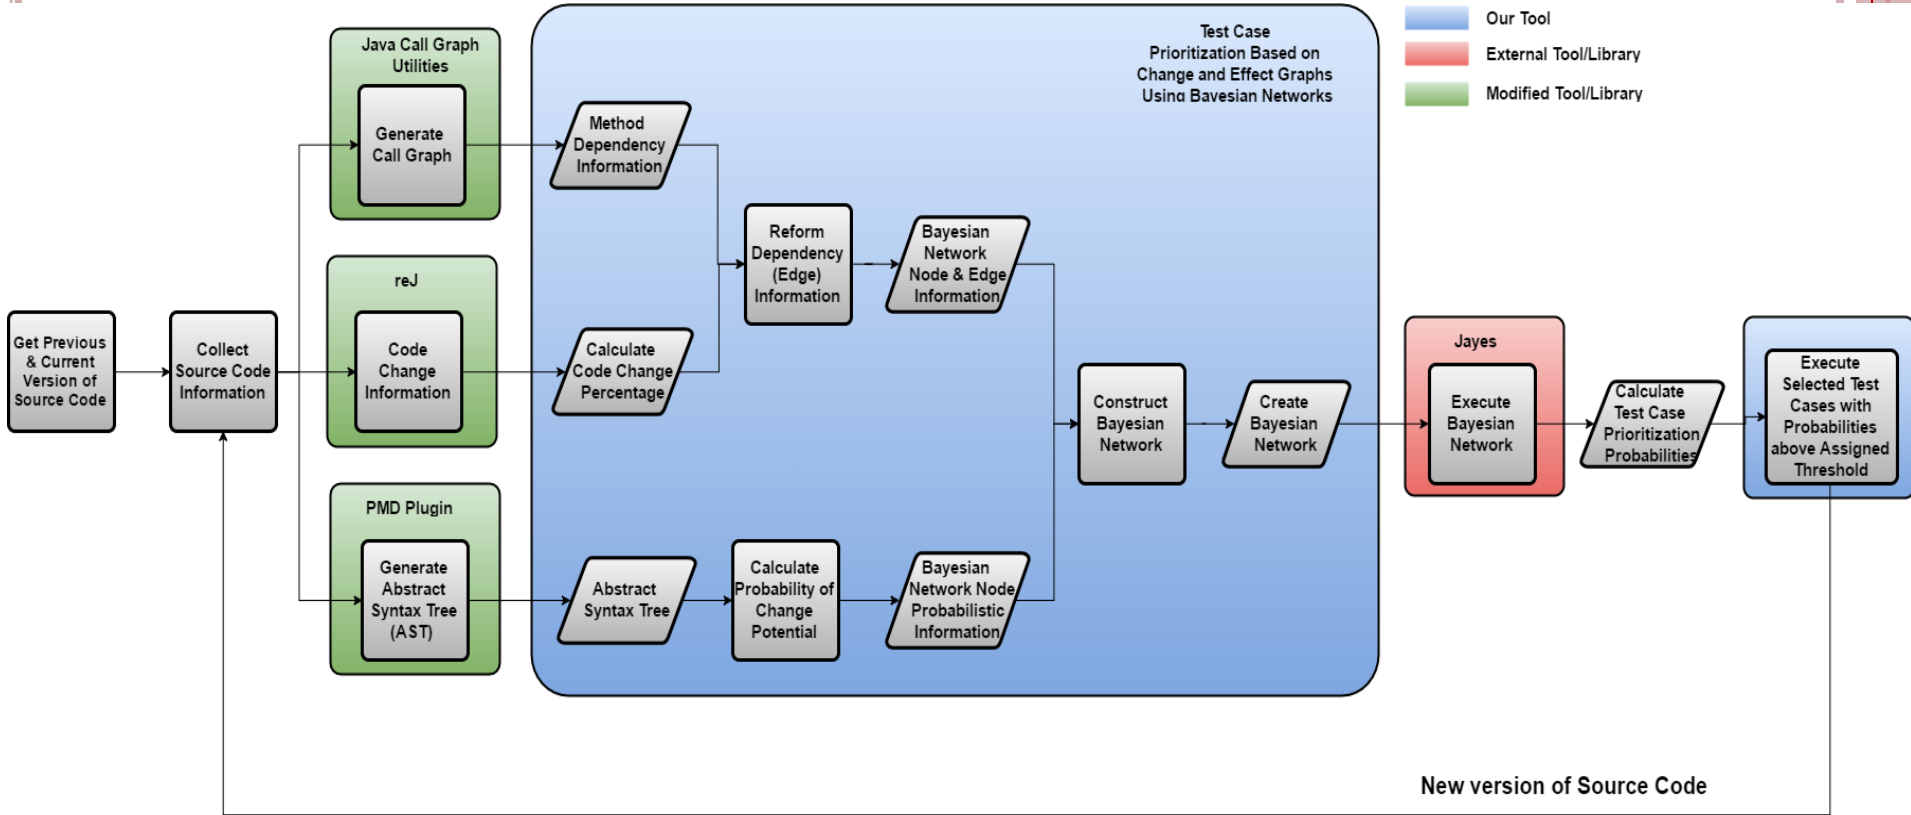 Java Call Graph
Utilities
Generate
Call Graph
reJ
Code
Change
Information
PMD Plugin
Generate
Abstract
Syntax Tree
(AST)
Get Previous
& Current
Version of
Source Code
Collect
Source Code
Information
Test Case
Prioritization Based on
Change and Effect Graphs
Using Bayesian Networks
Method
Dependency
Information
Calculate
Code Change
Percentage
Reform
Dependency
(Edge)
Information
Bayesian
Network
Node & Edge
Information
Abstract
Syntax Tree
Calculate
Probability of
Change
Potential
Bayesian
Network Node
Probabilistic
Information
Construct
Bayesian
Network
Create
Bayesian
Network
Our Tool
External Tool/Library
Modified Tool/Library
Jayes
Execute
Bayesian
Network
Calculate
Test Case
Prioritization
Probabilities
Execute
Selected Test
Cases with
Probabilities
above Assigned
Threshold
New version of Source Code